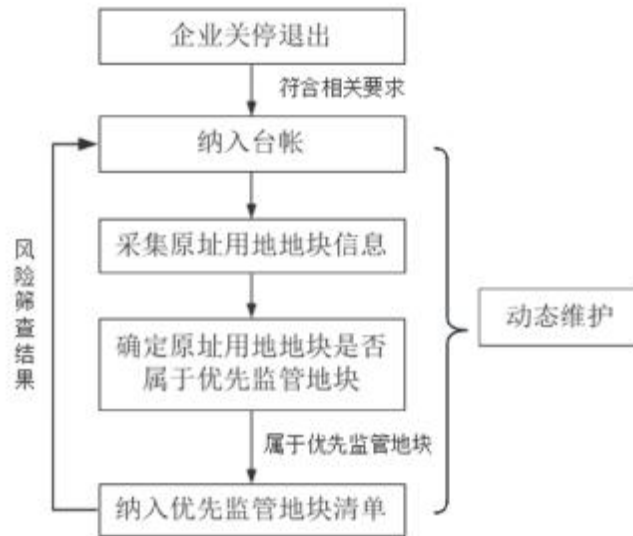 企业关停退出
符合相关要求
纳入台帐
采集原址用地地块信息
风险筛查结果
动态维护
确定原址用地地块是否
属于优先监管地块
属于优先监管地块
纳入优先监管地块清单